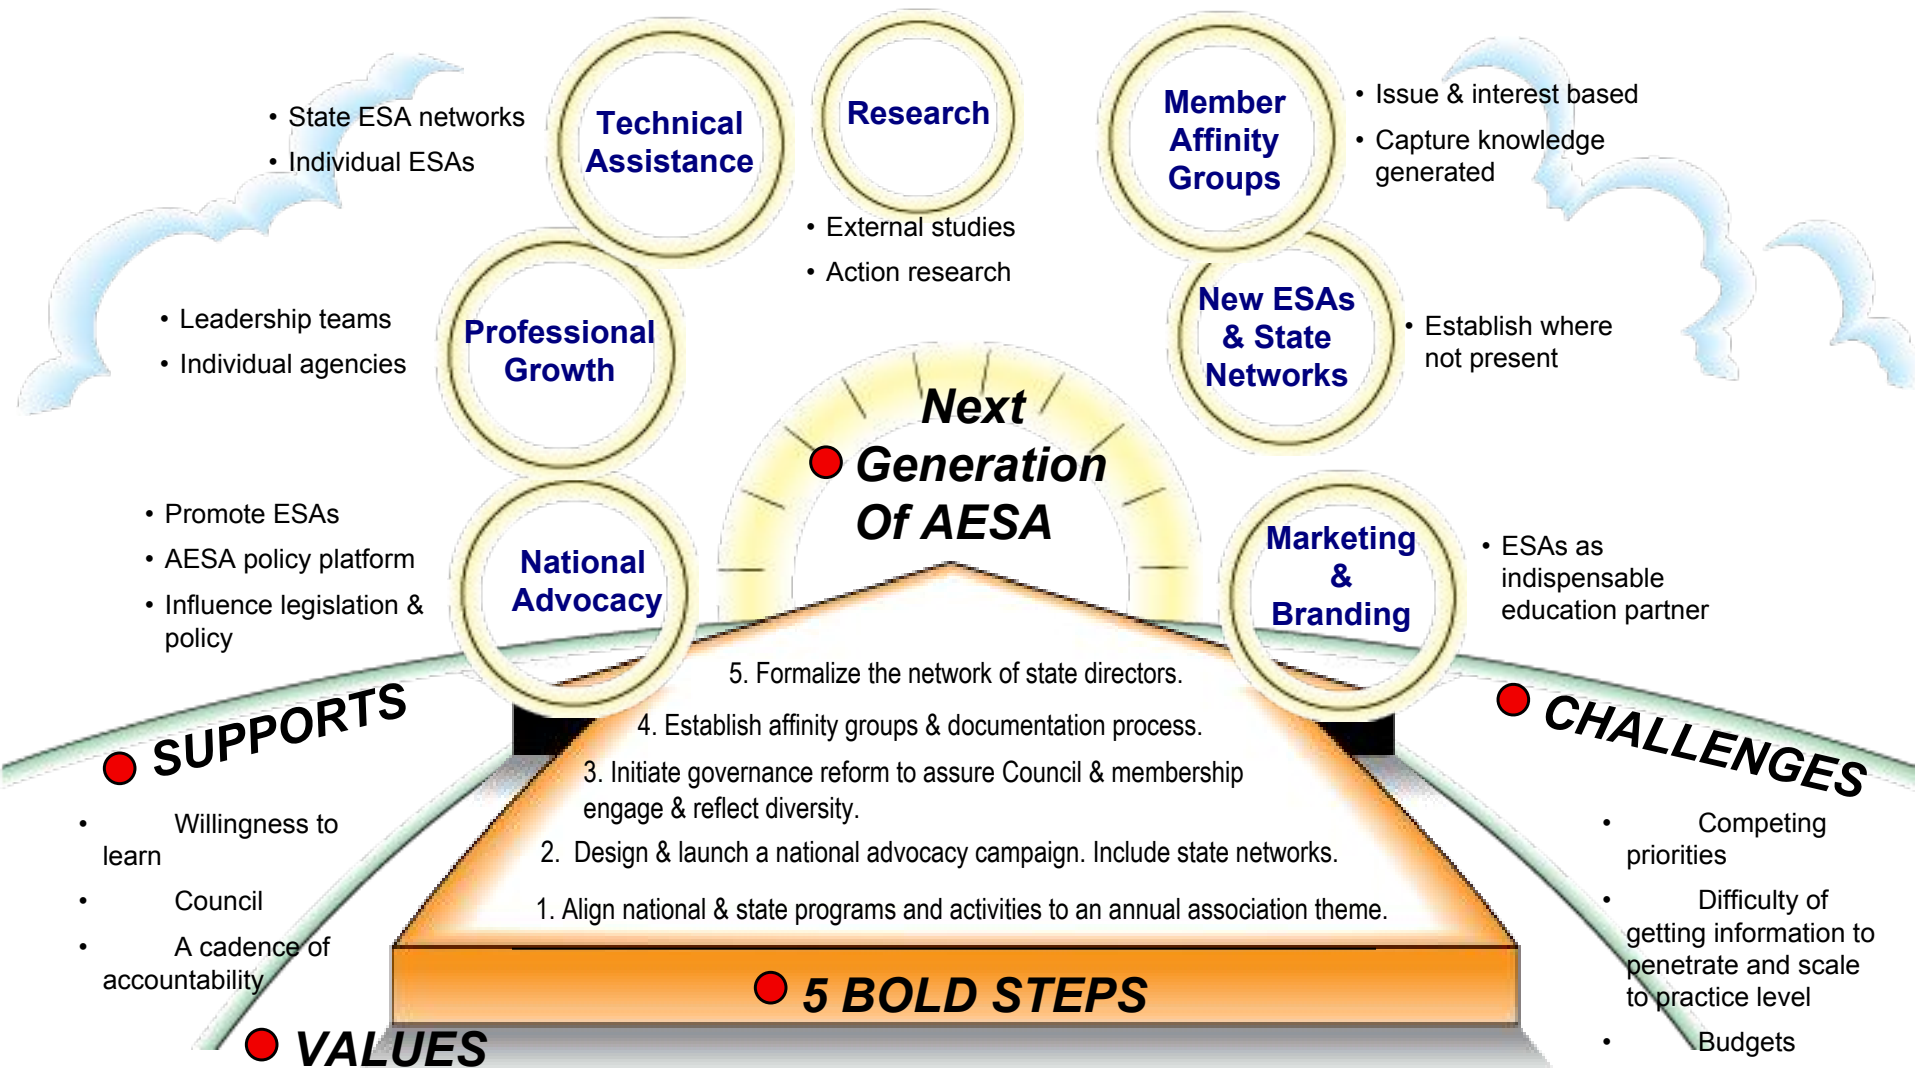 • State ESA networks
• Individual ESAs
Technical
Assistance
Research
• External studies
• Action research
Member
Affinity
Groups
• Issue & interest based
• Capture knowledge
generated
• Leadership teams
• Individual agencies
Professional
Growth
New ESAs
& State
Networks
• Establish where
not present
Next
Generation
Of AESA
• Promote ESAs
• AESA policy platform
• Influence legislation &
policy
National
Advocacy
Marketing
&
Branding
• ESAs as
indispensable
education partner
5. Formalize the network of state directors.
4. Establish affinity groups & documentation process.
3. Initiate governance reform to assure Council & membership
engage & reflect diversity.
2. Design & launch a national advocacy campaign. Include state networks.
1. Align national & state programs and activities to an annual association theme.
5 BOLD STEPS
SUPPORTS
• Willingness to
learn
• Council
• A cadence of
accountability
VALUES
CHALLENGES
• Competing
priorities
• Difficulty of
getting information to
penetrate and scale
to practice level
• Budgets